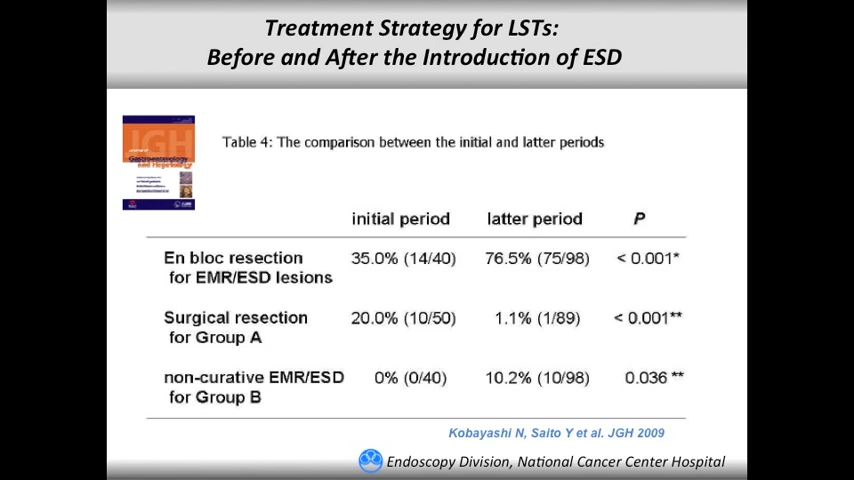 Treatment Strategy for LSTs:
Before and After the Introduction of ESD
JGH
Gastroenterology
and Hepatology
Table 4: The comparison between the initial and latter periods
initial period latter period P
En bloc resection 35.0% (14/40) 76.5% (75/98) < 0.001*
for EMR/ESD lesions
Surgical resection 20.0% (10/50) 1.1% (1/89) < 0.001**
for Group A
non-curative EMR/ESD 0% (0/40) 10.2% (10/98) 0.036 **
for Group B
Kobayashi N, Saito Y et al. JGH 2009
Endoscopy Division, National Cancer Center Hospital